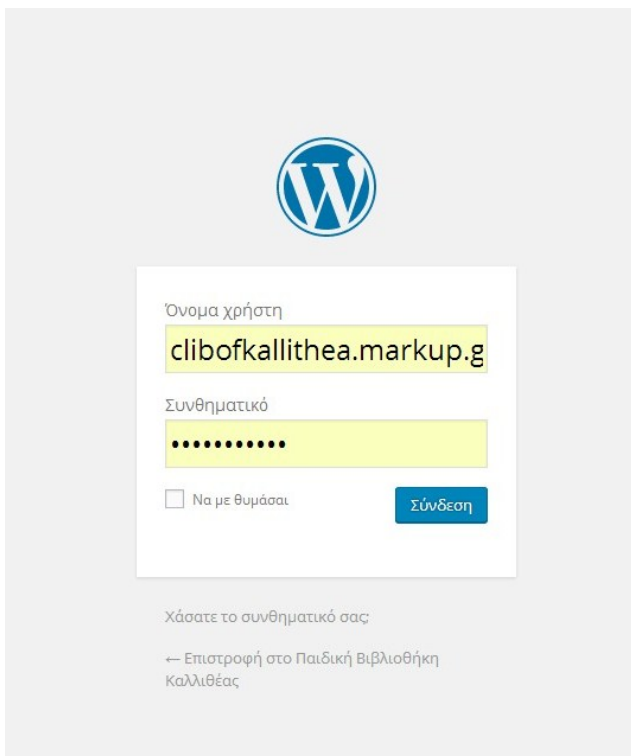 Όνομα χρήστη
clibofkallithea.markup.g
Συνθηματικό
•••••••••••
Να με θυμάσαι
Σύνδεση
Χάσατε το συνθηματικό σας;
← Επιστροφή στο Παιδική Βιβλιοθήκη
Καλλιθέας